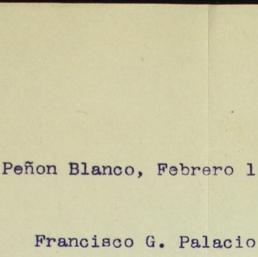 Peñon Blanco, Febrero 1
Francisco G. Palacio